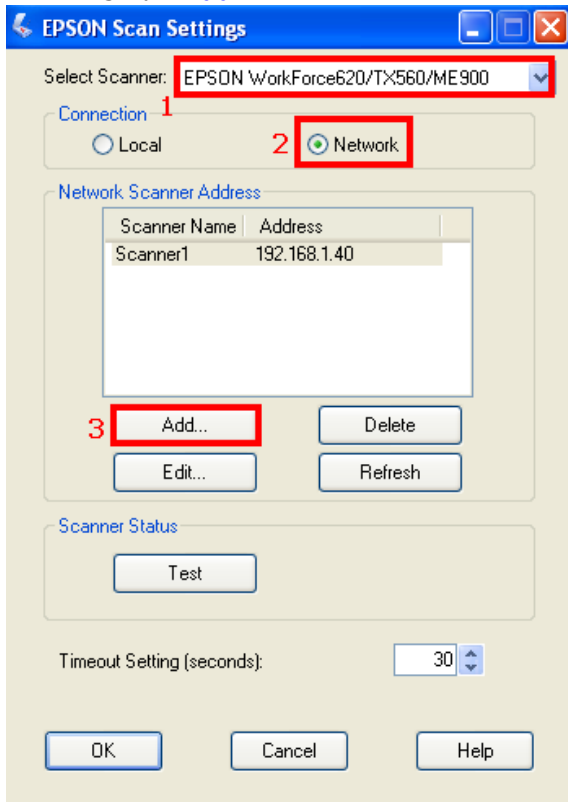 EPSON Scan Settings
Select Scanner: EPSON WorkForce620/TX560/ME900
Connection 1
Local 2 Network
Network Scanner Address
Scanner Name Address
Scanner1 192.168.1.40
3 Add... Delete
Edit... Refresh
Scanner Status
Test
Timeout Setting (seconds): 30
OK Cancel Help